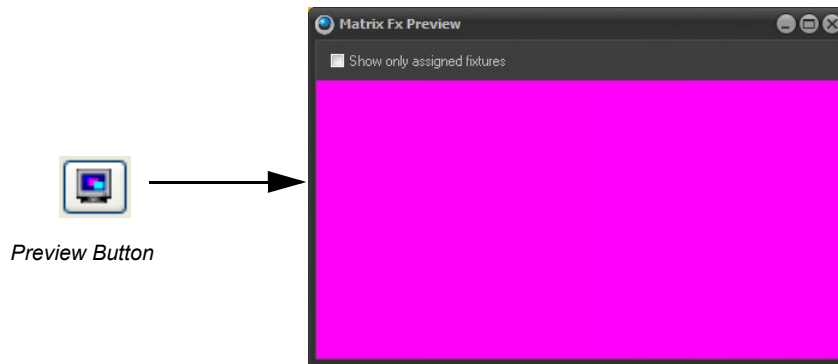 Matrix Fx Preview
Show only assigned fixtures
Preview Button